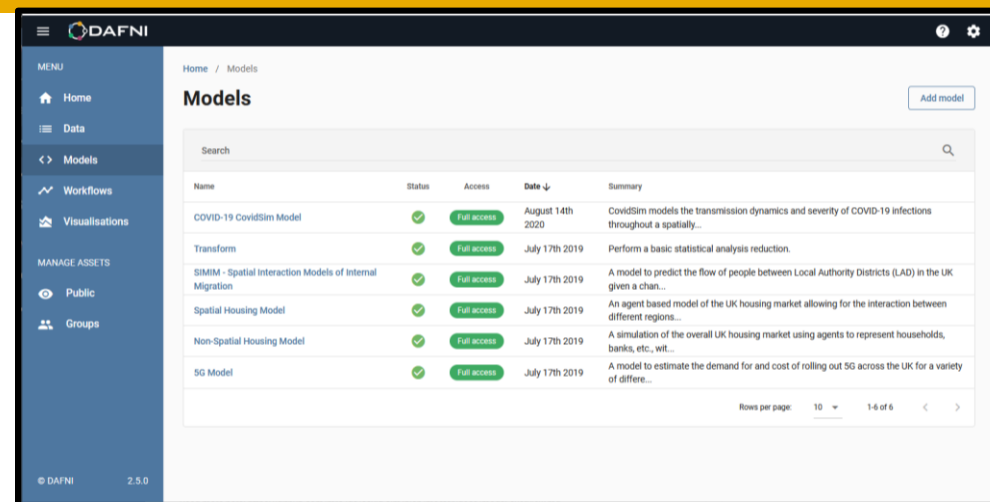 DAFNI
MENU
Home
Data
Models
Workflows
Visualisations
MANAGE ASSETS
Public
Groups
© DAFNI 2.5.0
Home / Models
Models
Add model
Search
Name Status Access Date Summary
COVID-19 CovidSim Model Full access August 14th 2020 CovidSim models the transmission dynamics and severity of COVID-19 infections
throughout a spatially...
Transform Full access July 17th 2019 Perform a basic statistical analysis reduction.
SIMIM - Spatial Interaction Models of Internal
Migration Full access July 17th 2019 A model to predict the flow of people between Local Authority Districts (LAD) in the UK
given a chan...
Spatial Housing Model Full access July 17th 2019 An agent based model of the UK housing market allowing for the interaction between
different regions...
Non-Spatial Housing Model Full access July 17th 2019 A simulation of the overall UK housing market using agents to represent households,
banks, etc., wit...
5G Model Full access July 17th 2019 A model to estimate the demand for and cost of rolling out 5G across the UK for a variety
of differe...
Rows per page: 10 1-6 of 6